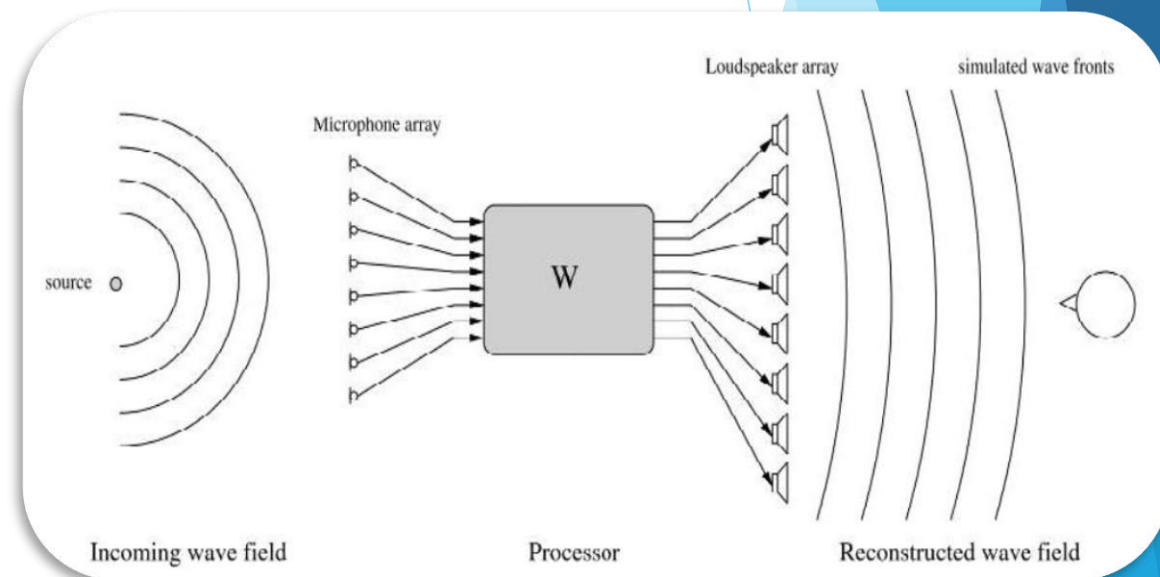 Loudspeaker array
simulated wave fronts
Microphone array
source
W
Incoming wave field
Processor
Reconstructed wave field